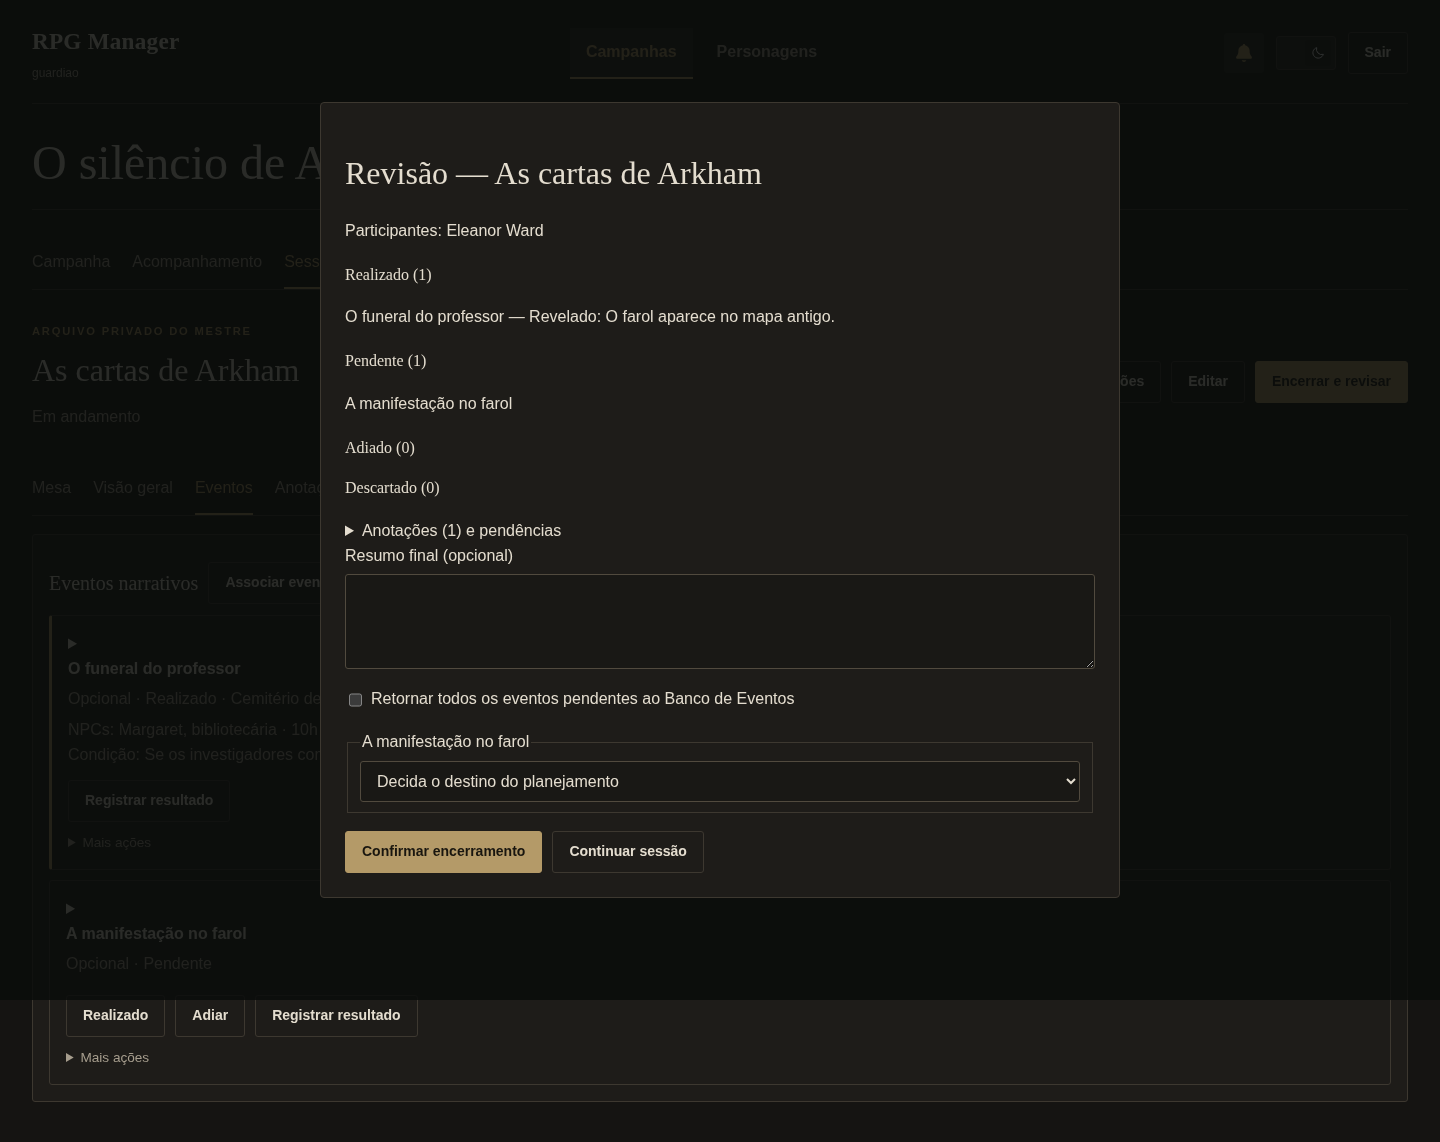 RPG Manager
guardiao
Campanhas
Personagens
Sair
O silêncio de A
Campanha
Acompanhamento
Sess
ARQUIVO PRIVADO DO MESTRE
As cartas de Arkham
Em andamento
ões
Editar
Encerrar e revisar
Mesa
Visão geral
Eventos
Anotaç
Eventos narrativos
Associar even
O funeral do professor
Opcional · Realizado · Cemitério de
NPCs: Margaret, bibliotecária · 10h
Condição: Se os investigadores con
Registrar resultado
Mais ações
A manifestação no farol
Opcional · Pendente
Realizado
Adiar
Registrar resultado
Mais ações
Revisão — As cartas de Arkham
Participantes: Eleanor Ward
Realizado (1)
O funeral do professor — Revelado: O farol aparece no mapa antigo.
Pendente (1)
A manifestação no farol
Adiado (0)
Descartado (0)
Anotações (1) e pendências
Resumo final (opcional)
Retornar todos os eventos pendentes ao Banco de Eventos
A manifestação no farol
Decida o destino do planejamento
Confirmar encerramento
Continuar sessão